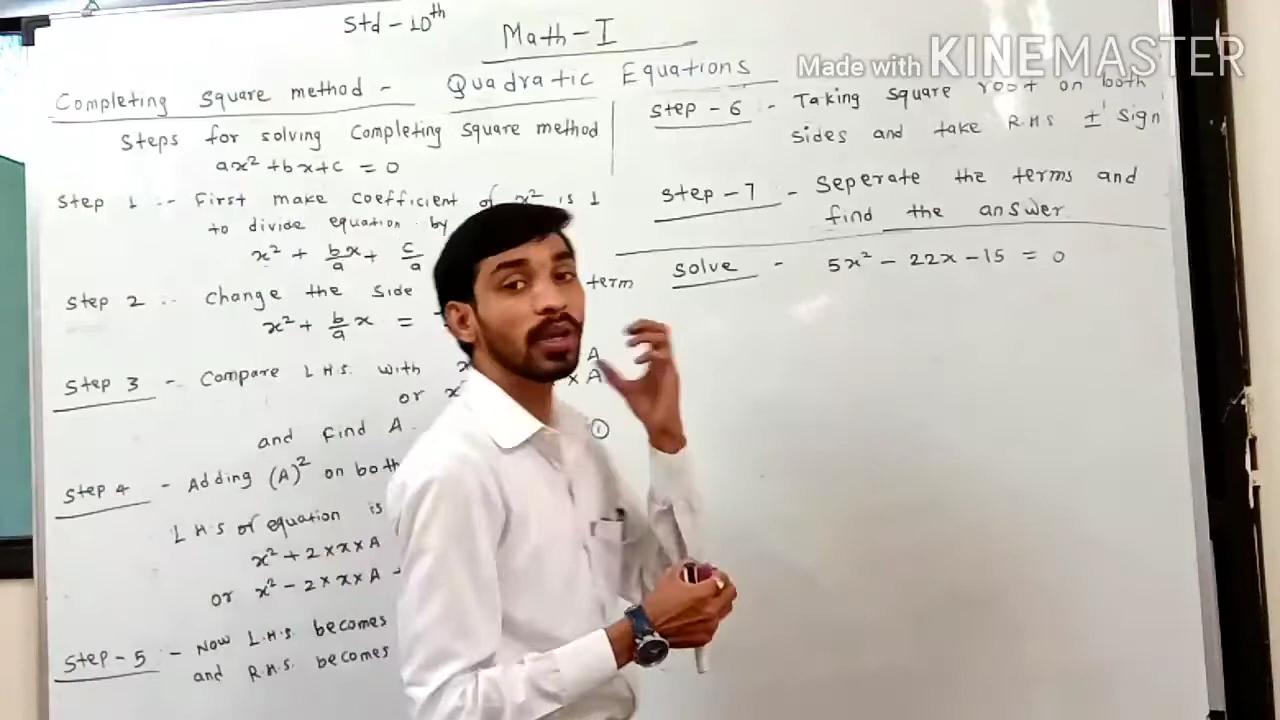 Std - 10th
Math - I
Made with KINEMASTER
Completing square method - Quadratic Equations
Steps for solving Completing square method
ax² + bx + c = 0
Step 1 :- First make coefficient of x² is 1
to divide equation by
x² + bx/a + c/a
Step 2 :- Change the side term
x² + b/a x =
Step 3 - Compare L.H.S. with x A
or x × A
and find A. ①
Step 4 - Adding (A)² on both
L.H.S of equation is
x² + 2 × x × A
or x² - 2 × x × A -
Step - 5 - Now L.H.S. becomes
and R.H.S. becomes
Step - 6 - Taking square root on both
sides and take R.H.S ± sign
Step - 7 - Seperate the terms and
find the answer
Solve - 5x² - 22x - 15 = 0